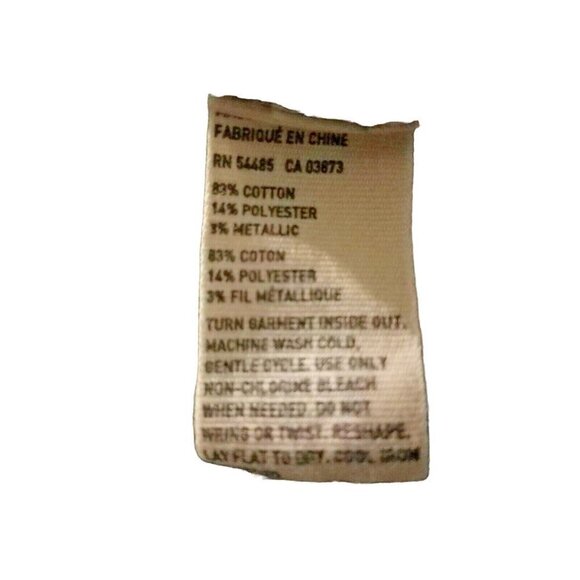 FABRIQUÉ EN CHINE
RN 54485 CA 03673
83% COTTON
14% POLYESTER
3% METALLIC
83% COTON
14% POLYESTER
3% FIL MÉTALLIQUE
TURN GARMENT INSIDE OUT.
MACHINE WASH COLD,
GENTLE CYCLE. USE ONLY
NON-CHLORINE BLEACH
WHEN NEEDED. DO NOT
WRING OR TWIST. RESHAPE.
LAY FLAT TO DRY. COOL IRON